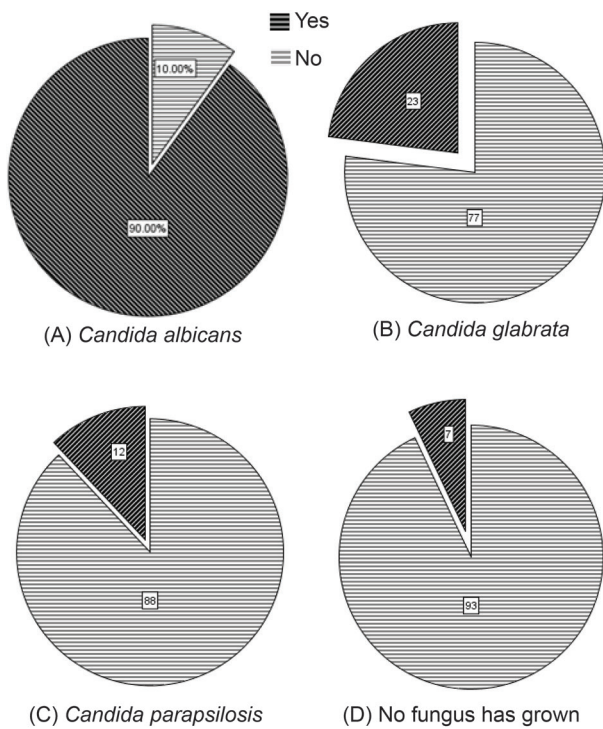 Yes
No
10.00%
90.00%
(A) Candida albicans
23
77
(B) Candida glabrata
12
88
(C) Candida parapsilosis
7
93
(D) No fungus has grown